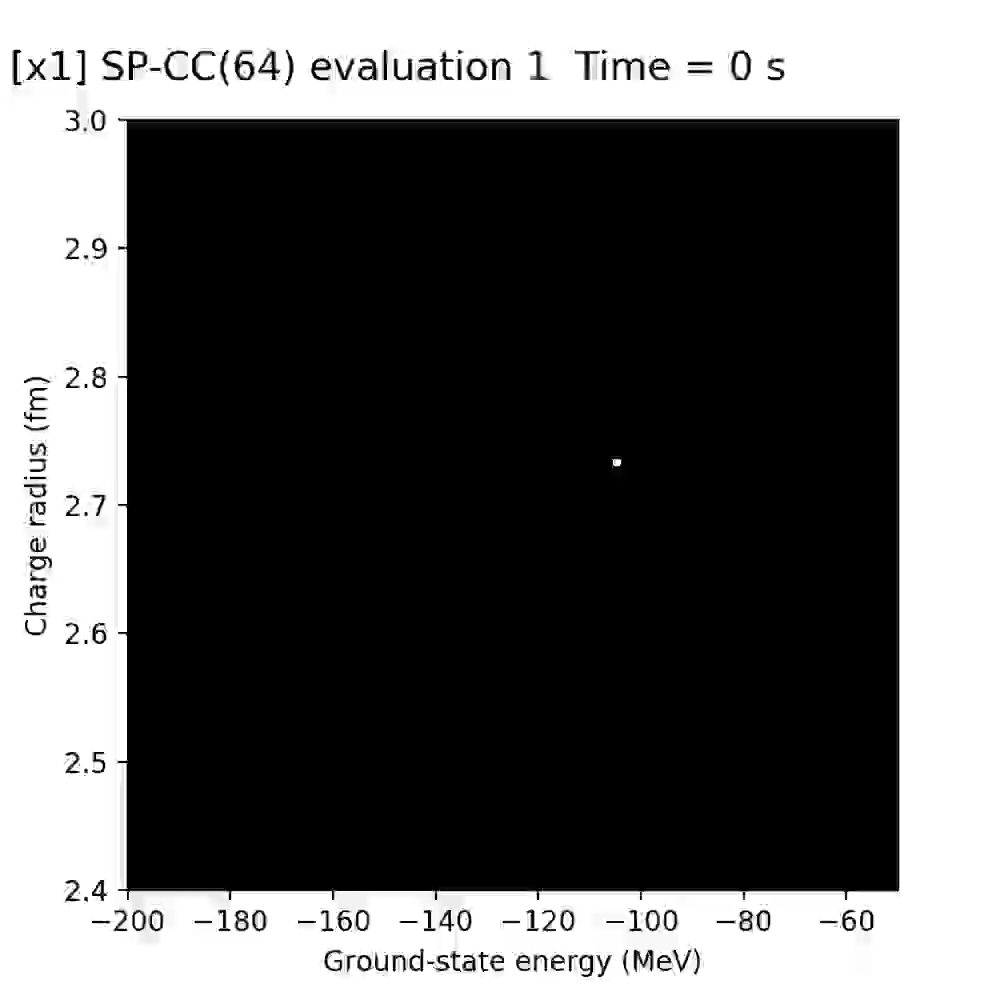 [x1] SP-CC(64) evaluation 1  Time = 0 s
3.0
2.9
2.8
2.7
2.6
2.5
2.4
Charge radius (fm)
−200 −180 −160 −140 −120 −100 −80 −60
Ground-state energy (MeV)